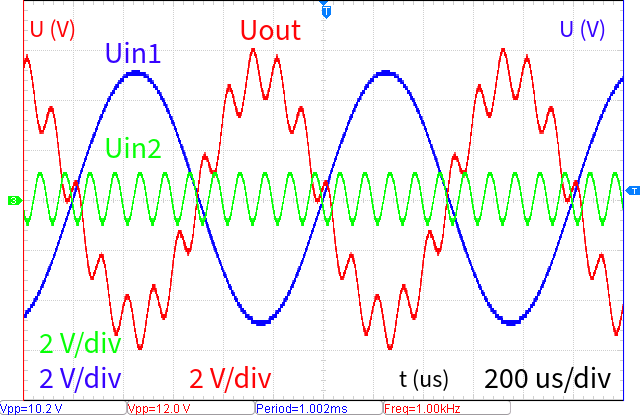 T
U (V) Uout U (V)
Uin1
Uin2
3
T
2 V/div
2 V/div 2 V/div t (us) 200 us/div
Vpp=10.2 V Vpp=12.0 V Period=1.002ms Freq=1.00kHz